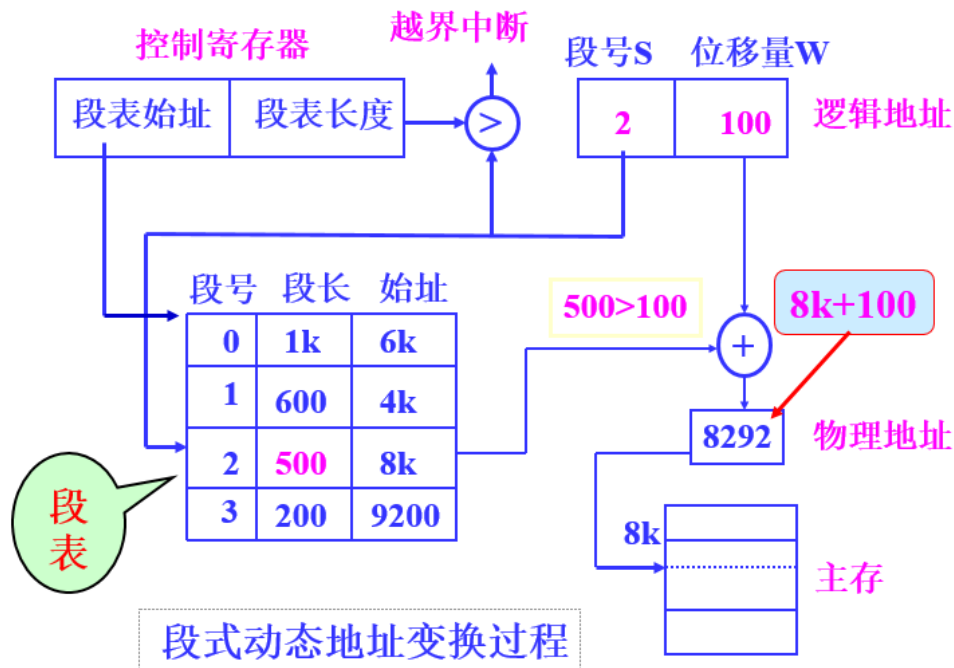 越界中断
控制寄存器
段号S 位移量W
段表始址 段表长度 > 2 100 逻辑地址
段号 段长 始址
500>100 8k+100
0 1k 6k
+
1 600 4k
8292 物理地址
2 500 8k
段表
3 200 9200
8k
主存
段式动态地址变换过程